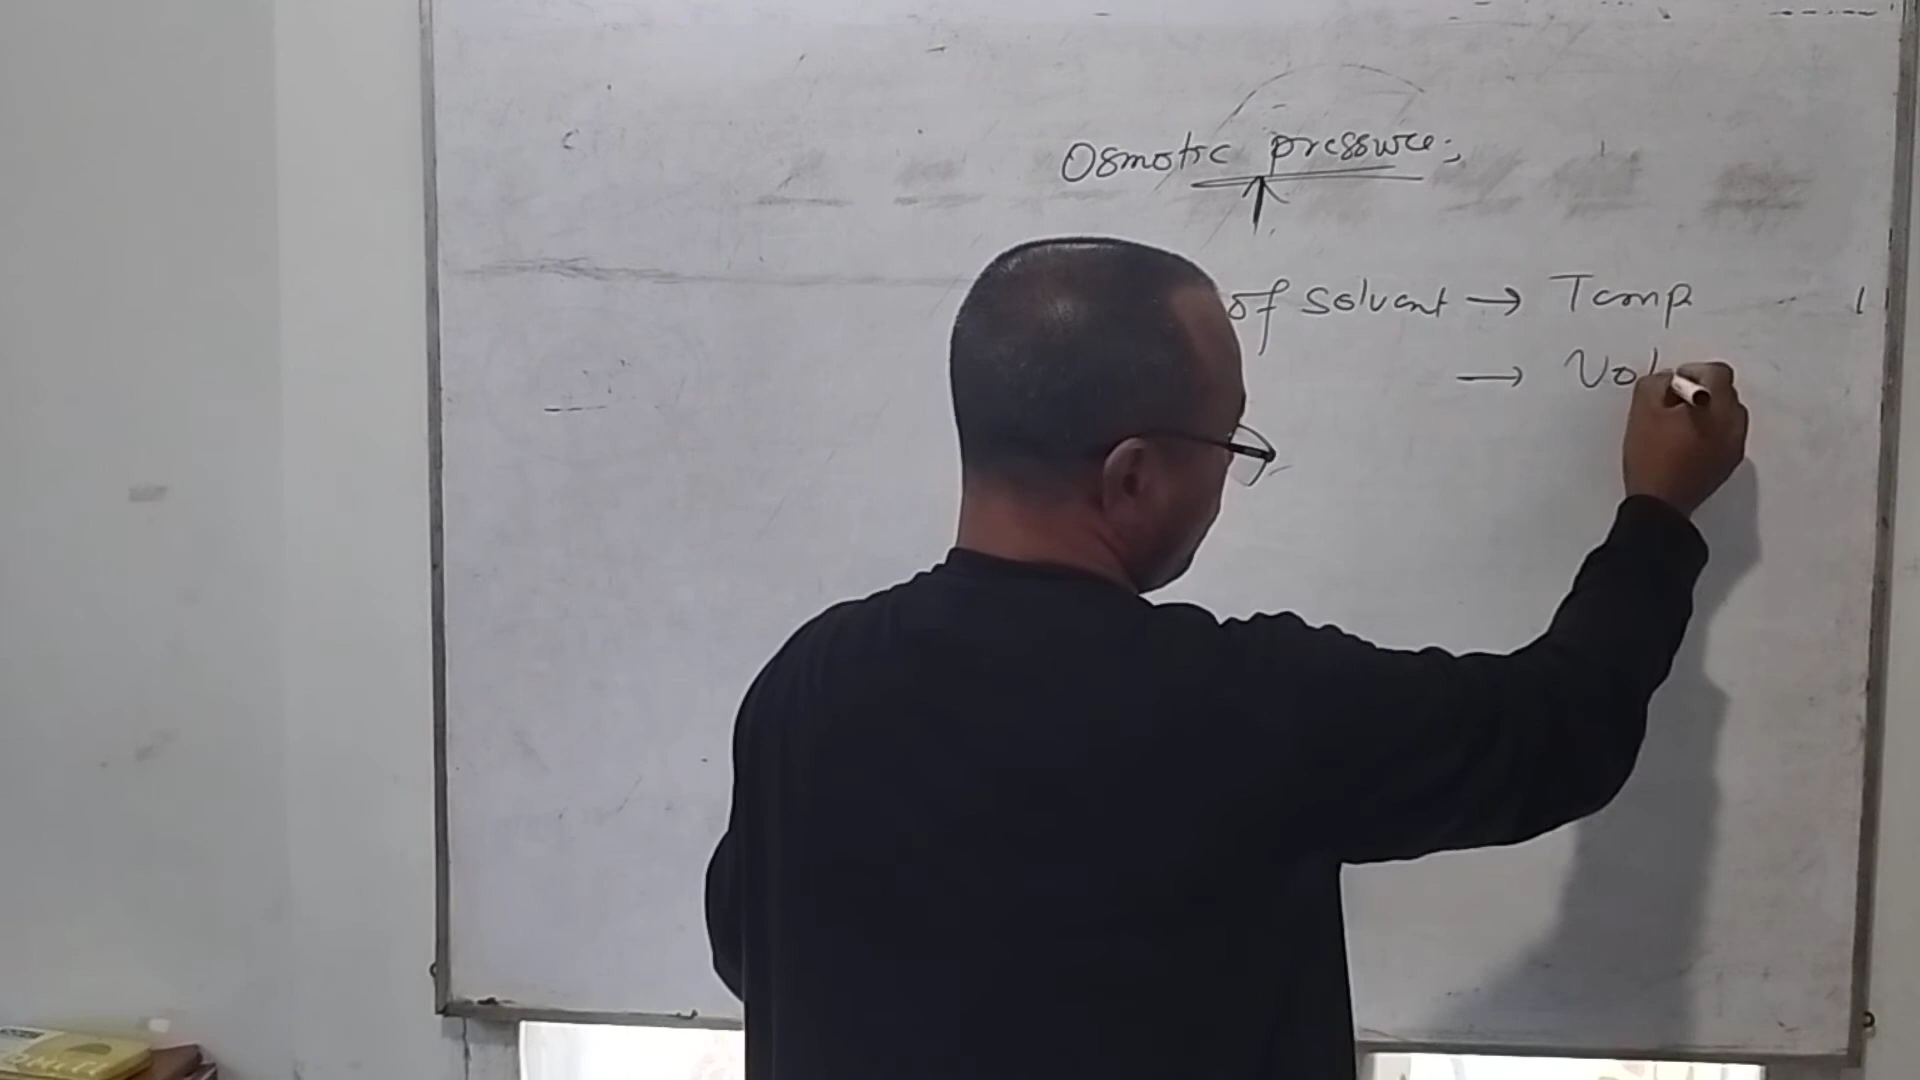 Osmotic pressure:
of solvent → Temp
→ Vol